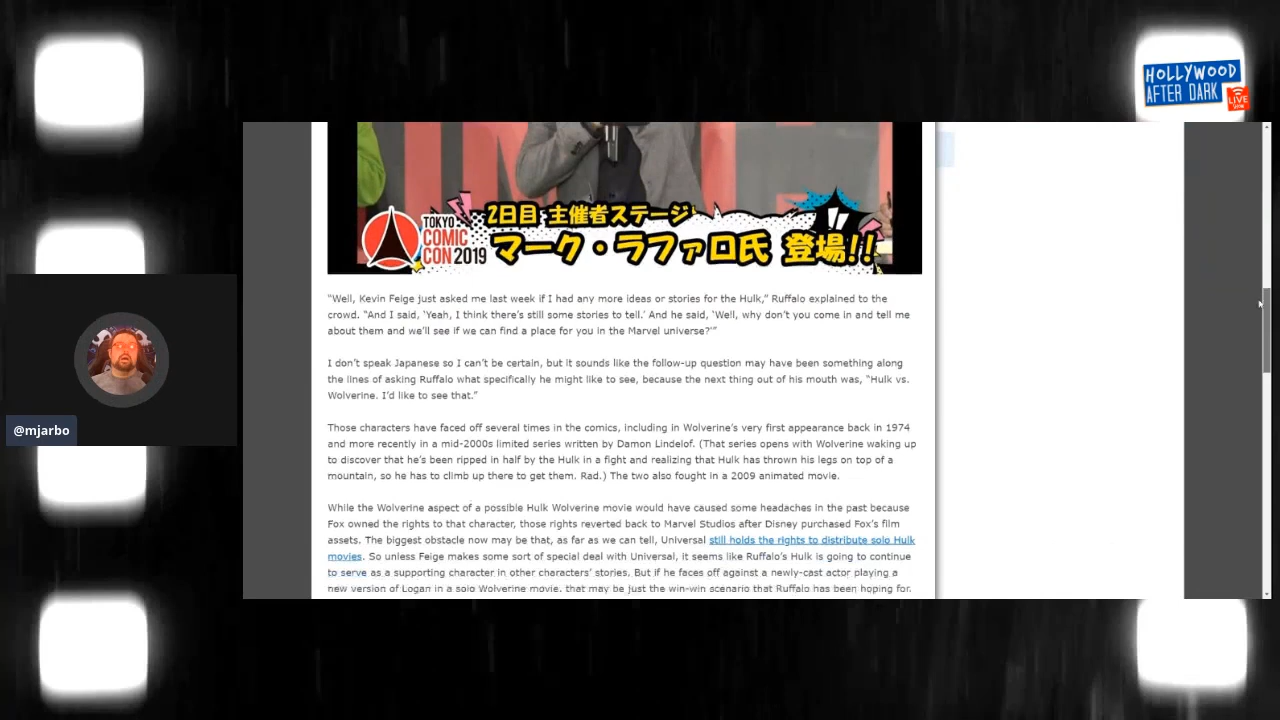 HOLLYWOOD
AFTER DARK
LIVE
SHOW
TOKYO
COMIC
CON 2019
2日目 主催者ステージ
マーク・ラファロ氏 登場!!
“Well, Kevin Feige just asked me last week if I had any more ideas or stories for the Hulk,” Ruffalo explained to the
crowd. “And I said, ‘Yeah, I think there’s still some stories to tell.’ And he said, ‘Well, why don’t you come in and tell me
about them and we’ll see if we can find a place for you in the Marvel universe?’”
I don’t speak Japanese so I can’t be certain, but it sounds like the follow-up question may have been something along
the lines of asking Ruffalo what specifically he might like to see, because the next thing out of his mouth was, “Hulk vs.
Wolverine. I’d like to see that.”
Those characters have faced off several times in the comics, including in Wolverine’s very first appearance back in 1974
and more recently in a mid-2000s limited series written by Damon Lindelof. (That series opens with Wolverine waking up
to discover that he’s been ripped in half by the Hulk in a fight and realizing that Hulk has thrown his legs on top of a
mountain, so he has to climb up there to get them. Rad.) The two also fought in a 2009 animated movie.
While the Wolverine aspect of a possible Hulk Wolverine movie would have caused some headaches in the past because
Fox owned the rights to that character, those rights reverted back to Marvel Studios after Disney purchased Fox’s film
assets. The biggest obstacle now may be that, as far as we can tell, Universal still holds the rights to distribute solo Hulk
movies. So unless Feige makes some sort of special deal with Universal, it seems like Ruffalo’s Hulk is going to continue
to serve as a supporting character in other characters’ stories. But if he faces off against a newly-cast actor playing a
new version of Logan in a solo Wolverine movie, that may be just the win-win scenario that Ruffalo has been hoping for.
@mjarbo